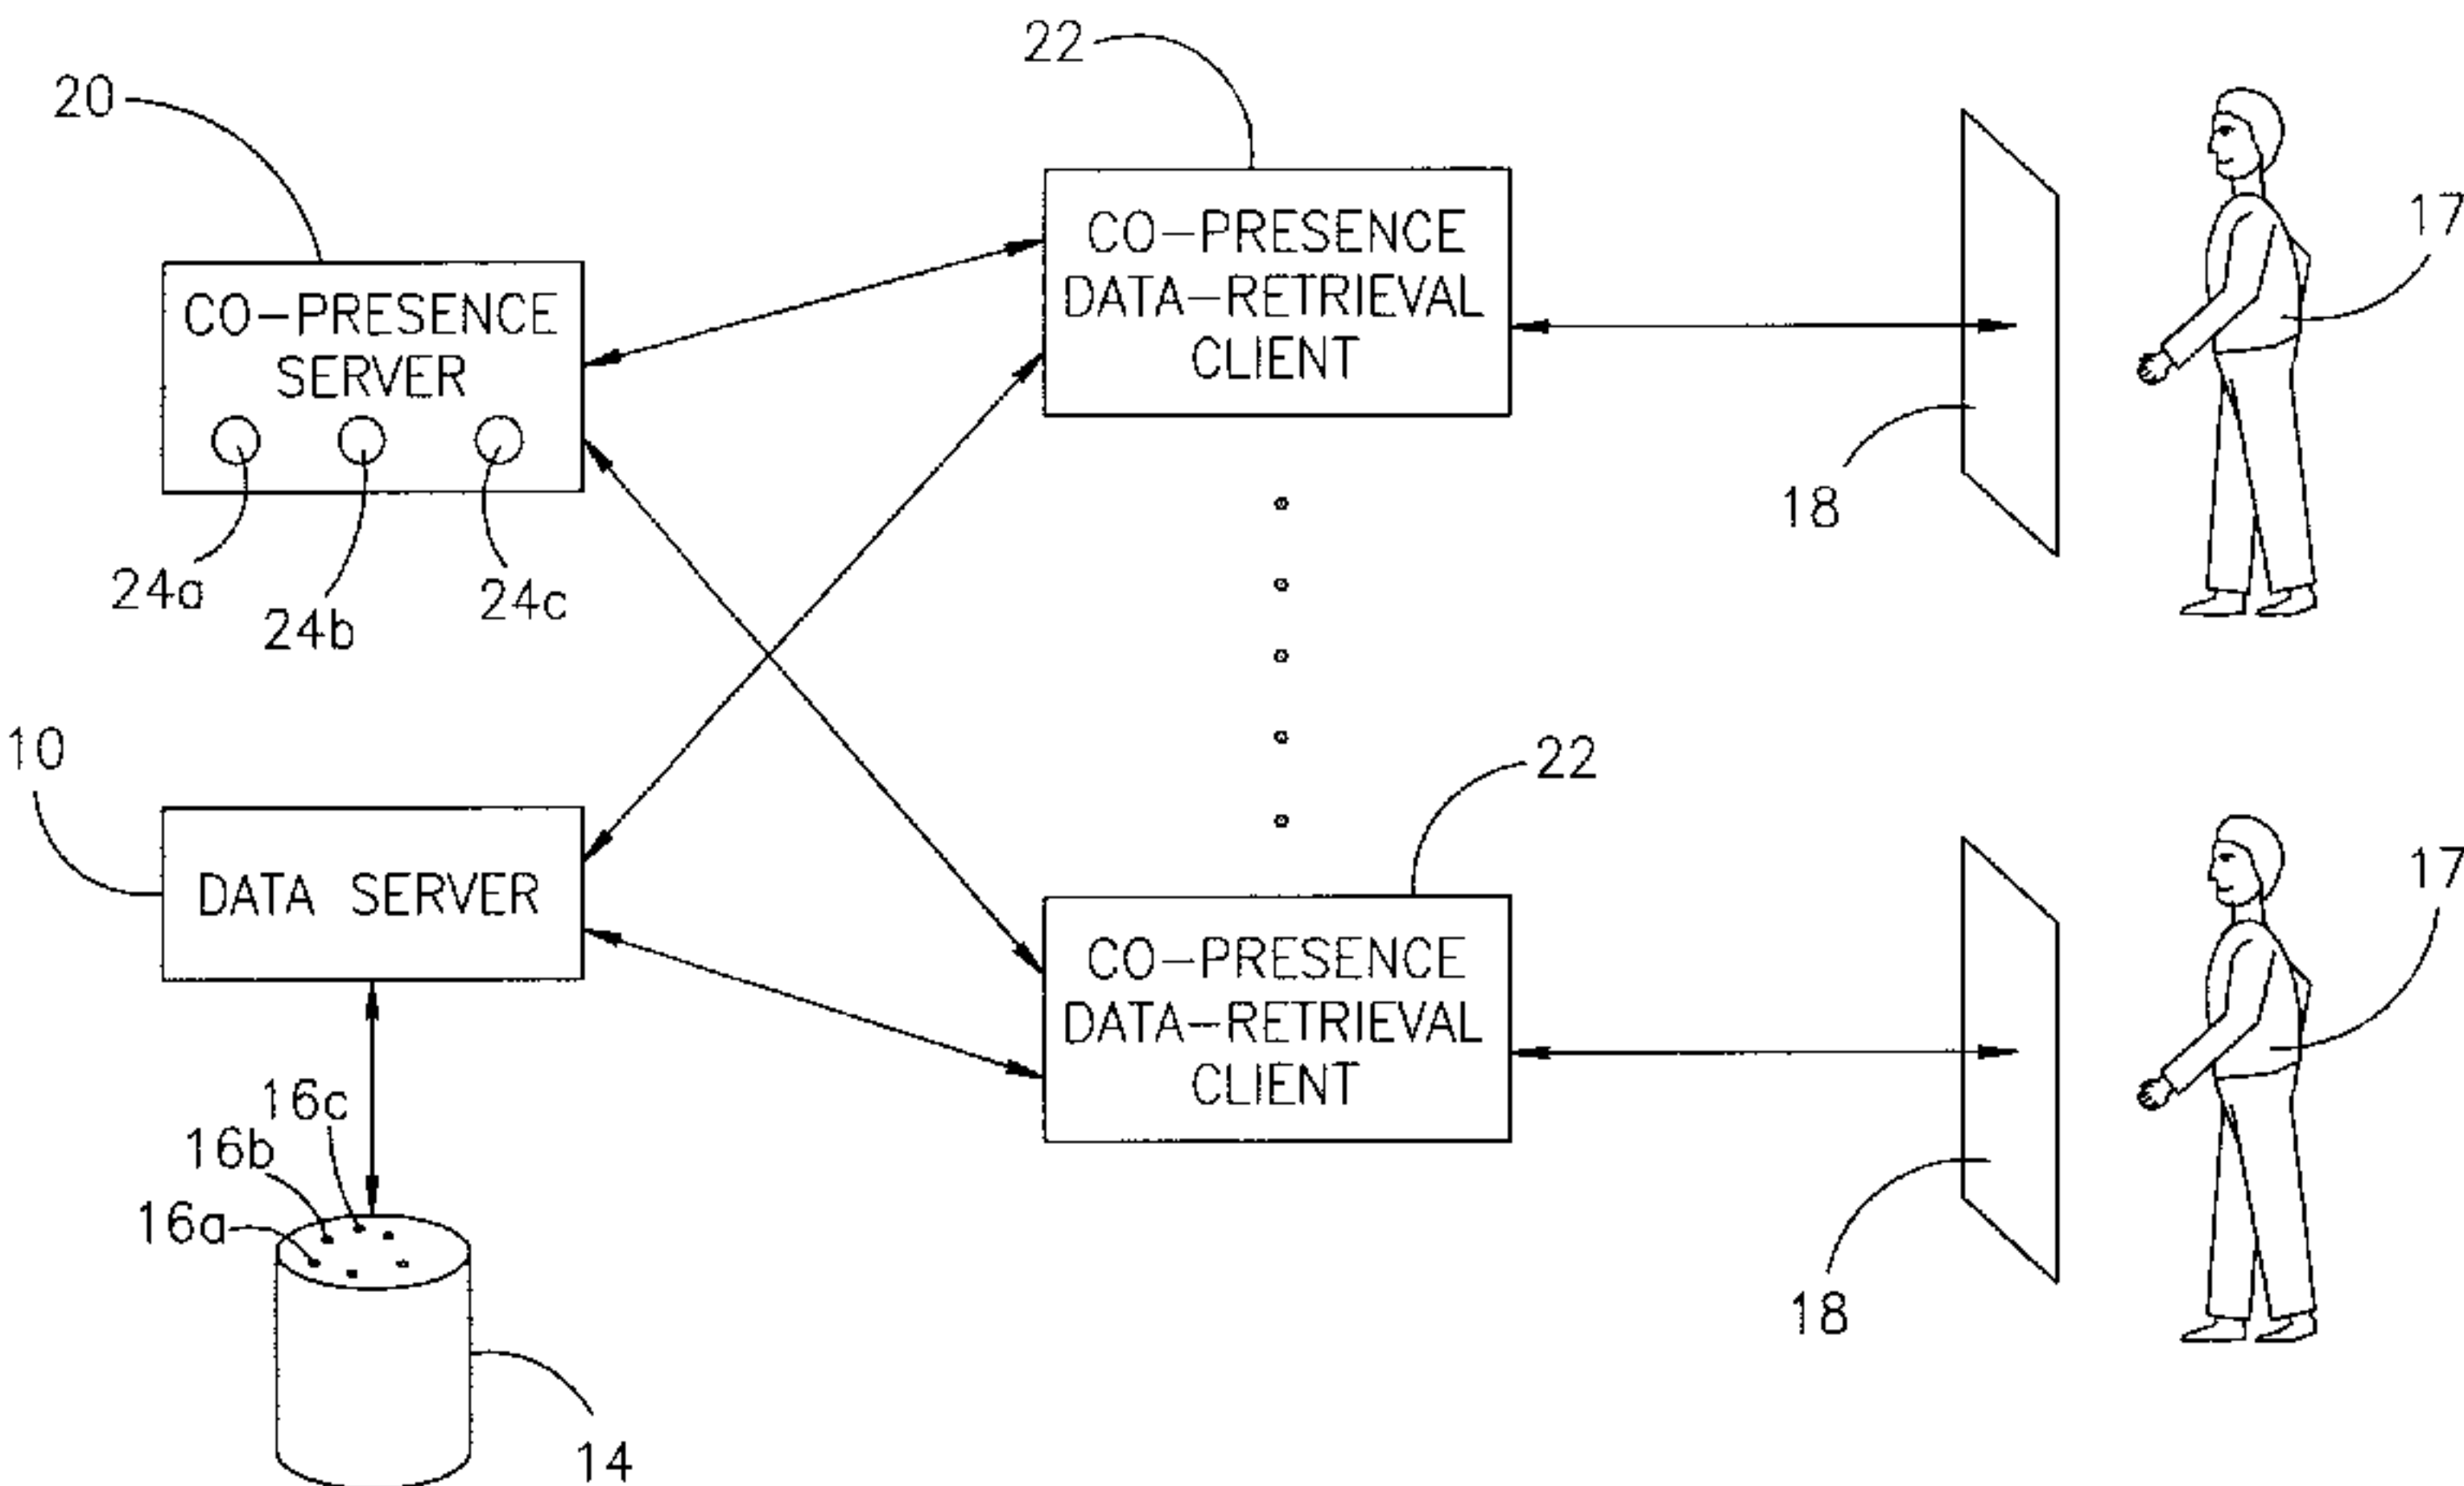 22
20
CO-PRESENCE
DATA-RETRIEVAL
CLIENT
17
CO-PRESENCE
SERVER
18
24a
24b
24c
10
22
DATA SERVER
17
CO-PRESENCE
DATA-RETRIEVAL
CLIENT
16c
16b
16a
18
14